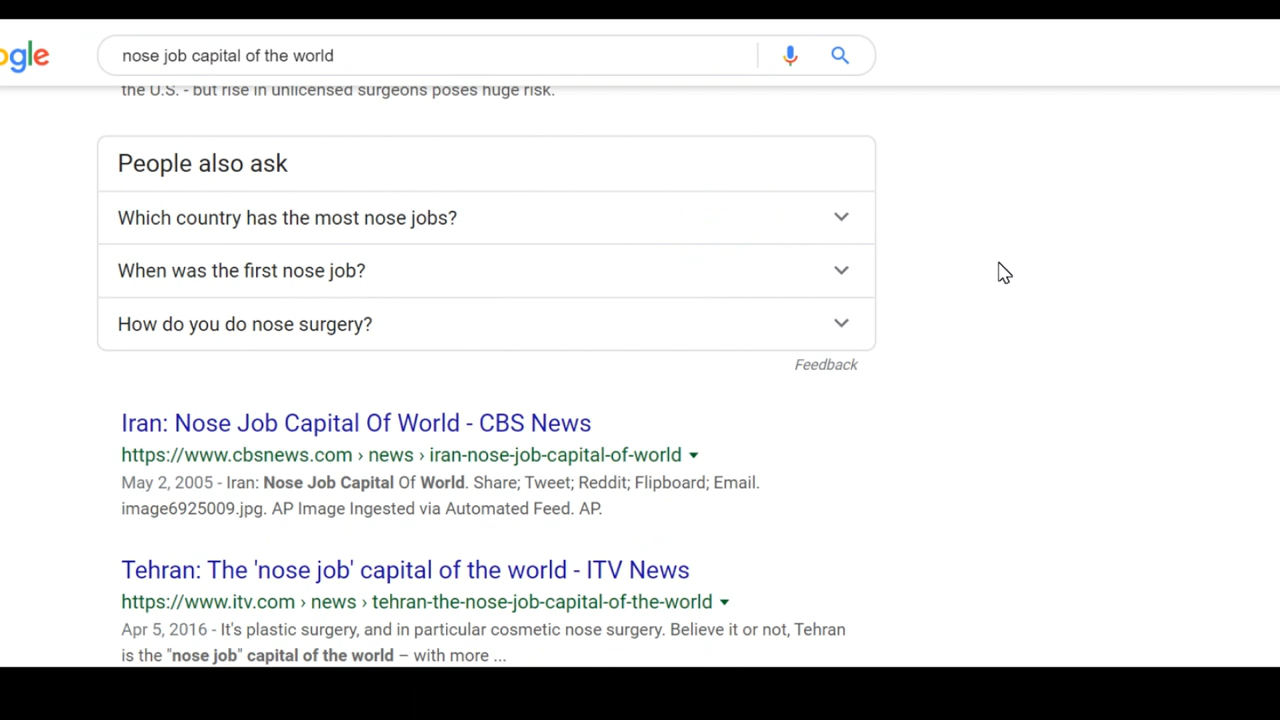 ogle
nose job capital of the world
the U.S. - but rise in unlicensed surgeons poses huge risk.
People also ask
Which country has the most nose jobs?
When was the first nose job?
How do you do nose surgery?
Feedback
Iran: Nose Job Capital Of World - CBS News
https://www.cbsnews.com › news › iran-nose-job-capital-of-world
May 2, 2005 - Iran: Nose Job Capital Of World. Share; Tweet; Reddit; Flipboard; Email.
image6925009.jpg. AP Image Ingested via Automated Feed. AP.
Tehran: The 'nose job' capital of the world - ITV News
https://www.itv.com › news › tehran-the-nose-job-capital-of-the-world
Apr 5, 2016 - It's plastic surgery, and in particular cosmetic nose surgery. Believe it or not, Tehran
is the "nose job" capital of the world – with more ...